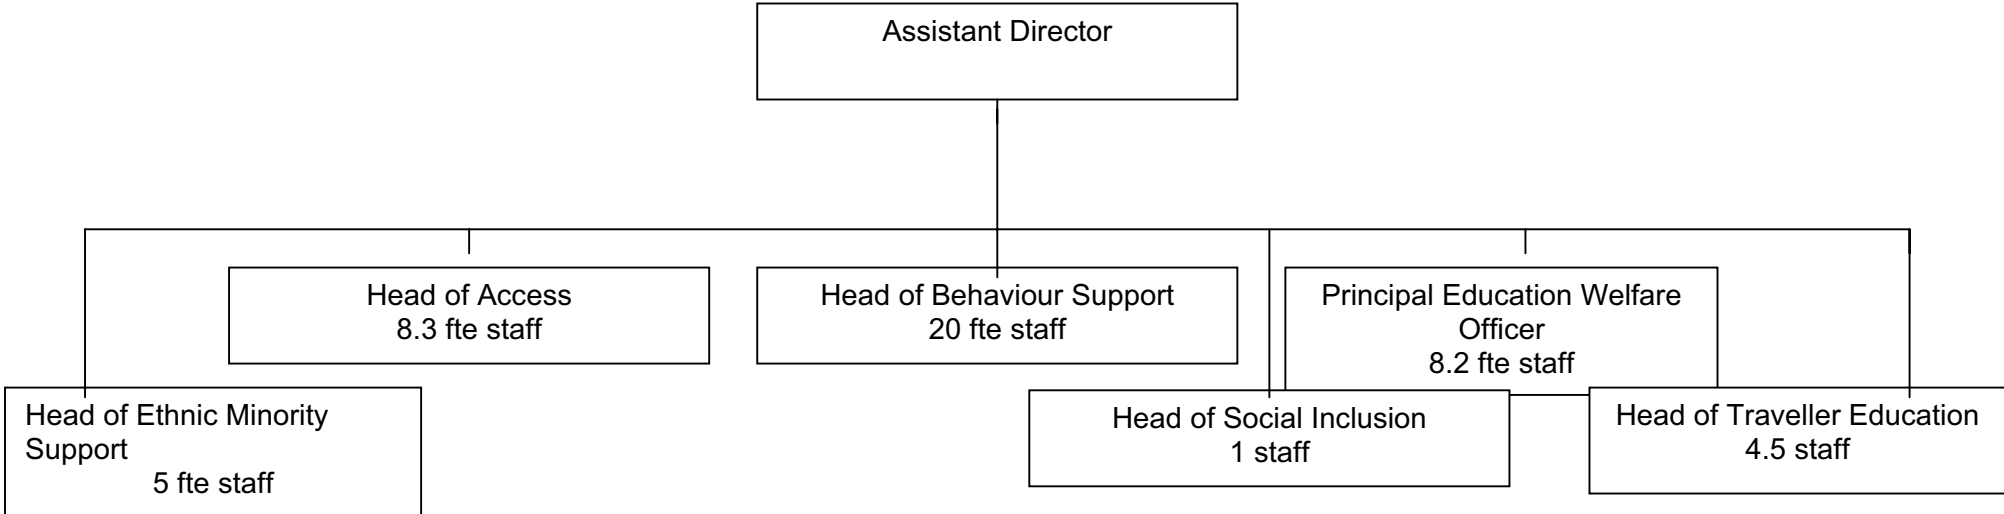 Assistant Director
Head of Access
8.3 fte staff
Head of Behaviour Support
20 fte staff
Principal Education Welfare
Officer
8.2 fte staff
Head of Ethnic Minority
Support
5 fte staff
Head of Social Inclusion
1 staff
Head of Traveller Education
4.5 staff